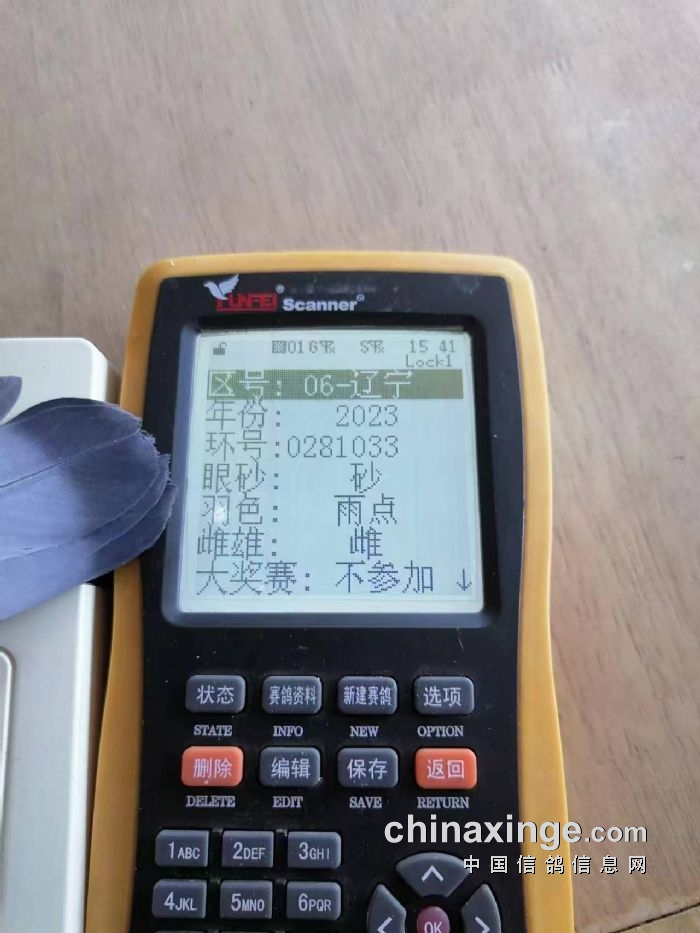 YUNFEI® Scanner®
01 G S 15 41
Lock1
区号: 06-辽宁
年份: 2023
环号:0281033
眼砂: 砂
羽色: 雨点
雌雄: 雌
大奖赛: 不参加 ↓
状态 赛鸽资料 新建赛鸽 选项
STATE INFO NEW OPTION
删除 编辑 保存 返回
DELETE EDIT SAVE RETURN
1ABC 2DEF 3GHI
4JKL 5MNO 6PQR
OK
chinaxinge.com
中国信鸽信息网